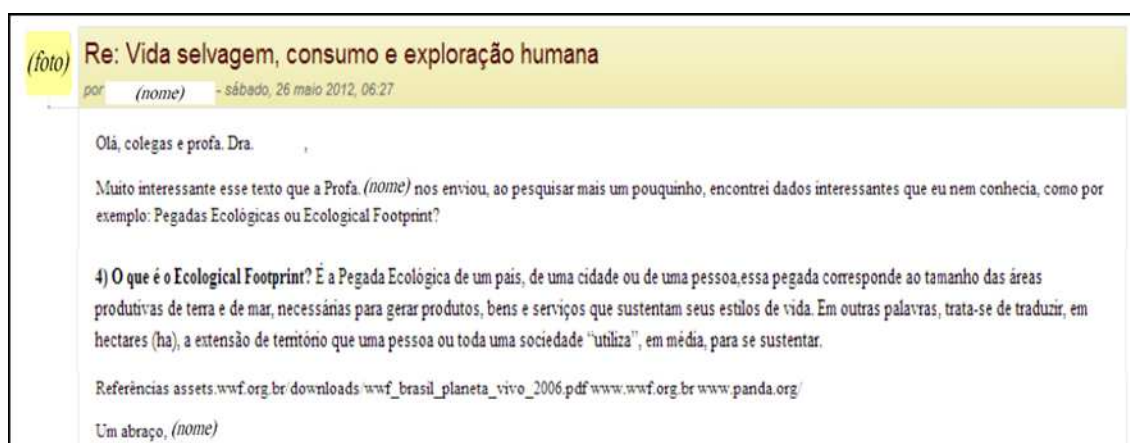 (foto) Re: Vida selvagem, consumo e exploração humana
por (nome) - sábado, 26 maio 2012, 06:27
Olá, colegas e profa. Dra. ,
Muito interessante esse texto que a Profa. (nome) nos enviou, ao pesquisar mais um pouquinho, encontrei dados interessantes que eu nem conhecia, como por
exemplo: Pegadas Ecológicas ou Ecological Footprint?
4) O que é o Ecological Footprint? É a Pegada Ecológica de um país, de uma cidade ou de uma pessoa,essa pegada corresponde ao tamanho das áreas
produtivas de terra e de mar, necessárias para gerar produtos, bens e serviços que sustentam seus estilos de vida. Em outras palavras, trata-se de traduzir, em
hectares (ha), a extensão de território que uma pessoa ou toda uma sociedade “utiliza”, em média, para se sustentar.
Referências assets.wwf.org.br/downloads/wwf_brasil_planeta_vivo_2006.pdf www.wwf.org.br www.panda.org/
Um abraço, (nome)